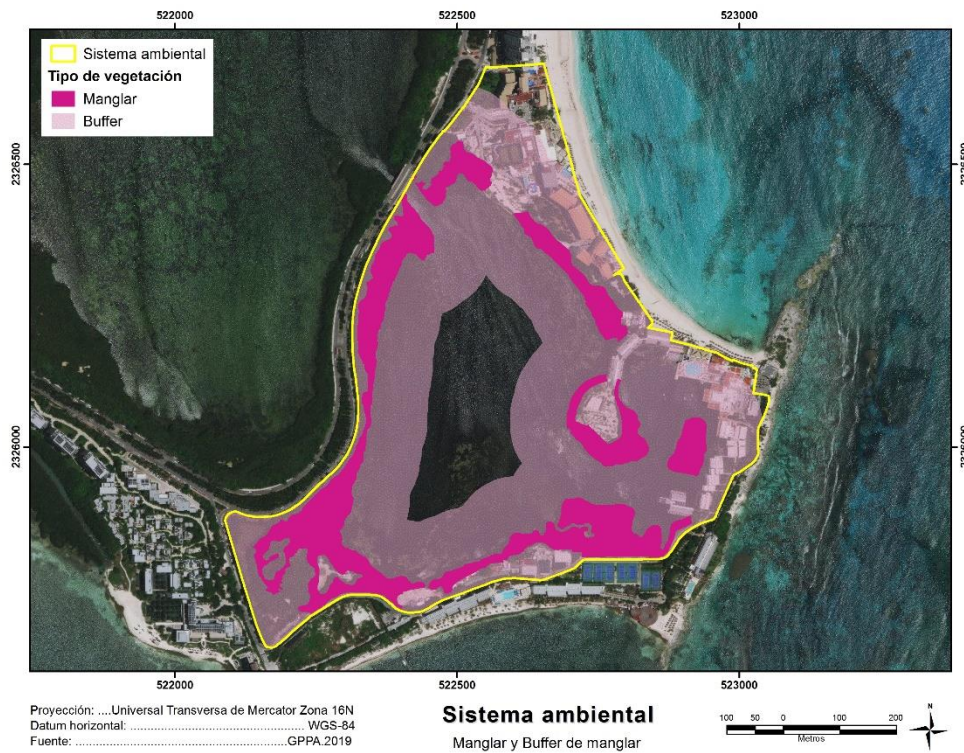 522000 522500 523000
Sistema ambiental
Tipo de vegetación
Manglar
Buffer
2326500 2326500
2326000 2326000
522000 522500 523000
Proyección: ....Universal Transversa de Mercator Zona 16N
Datum horizontal: ................................ WGS-84
Fuente: .............................................GPPA.2019
Sistema ambiental
Manglar y Buffer de manglar
100 50 0 100 200
Metros
N